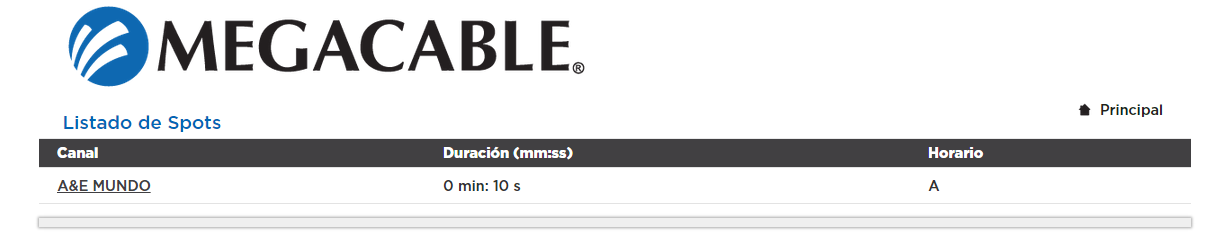 MEGACABLE®
Principal
Listado de Spots
Canal Duración (mm:ss) Horario
A&E MUNDO 0 min: 10 s A